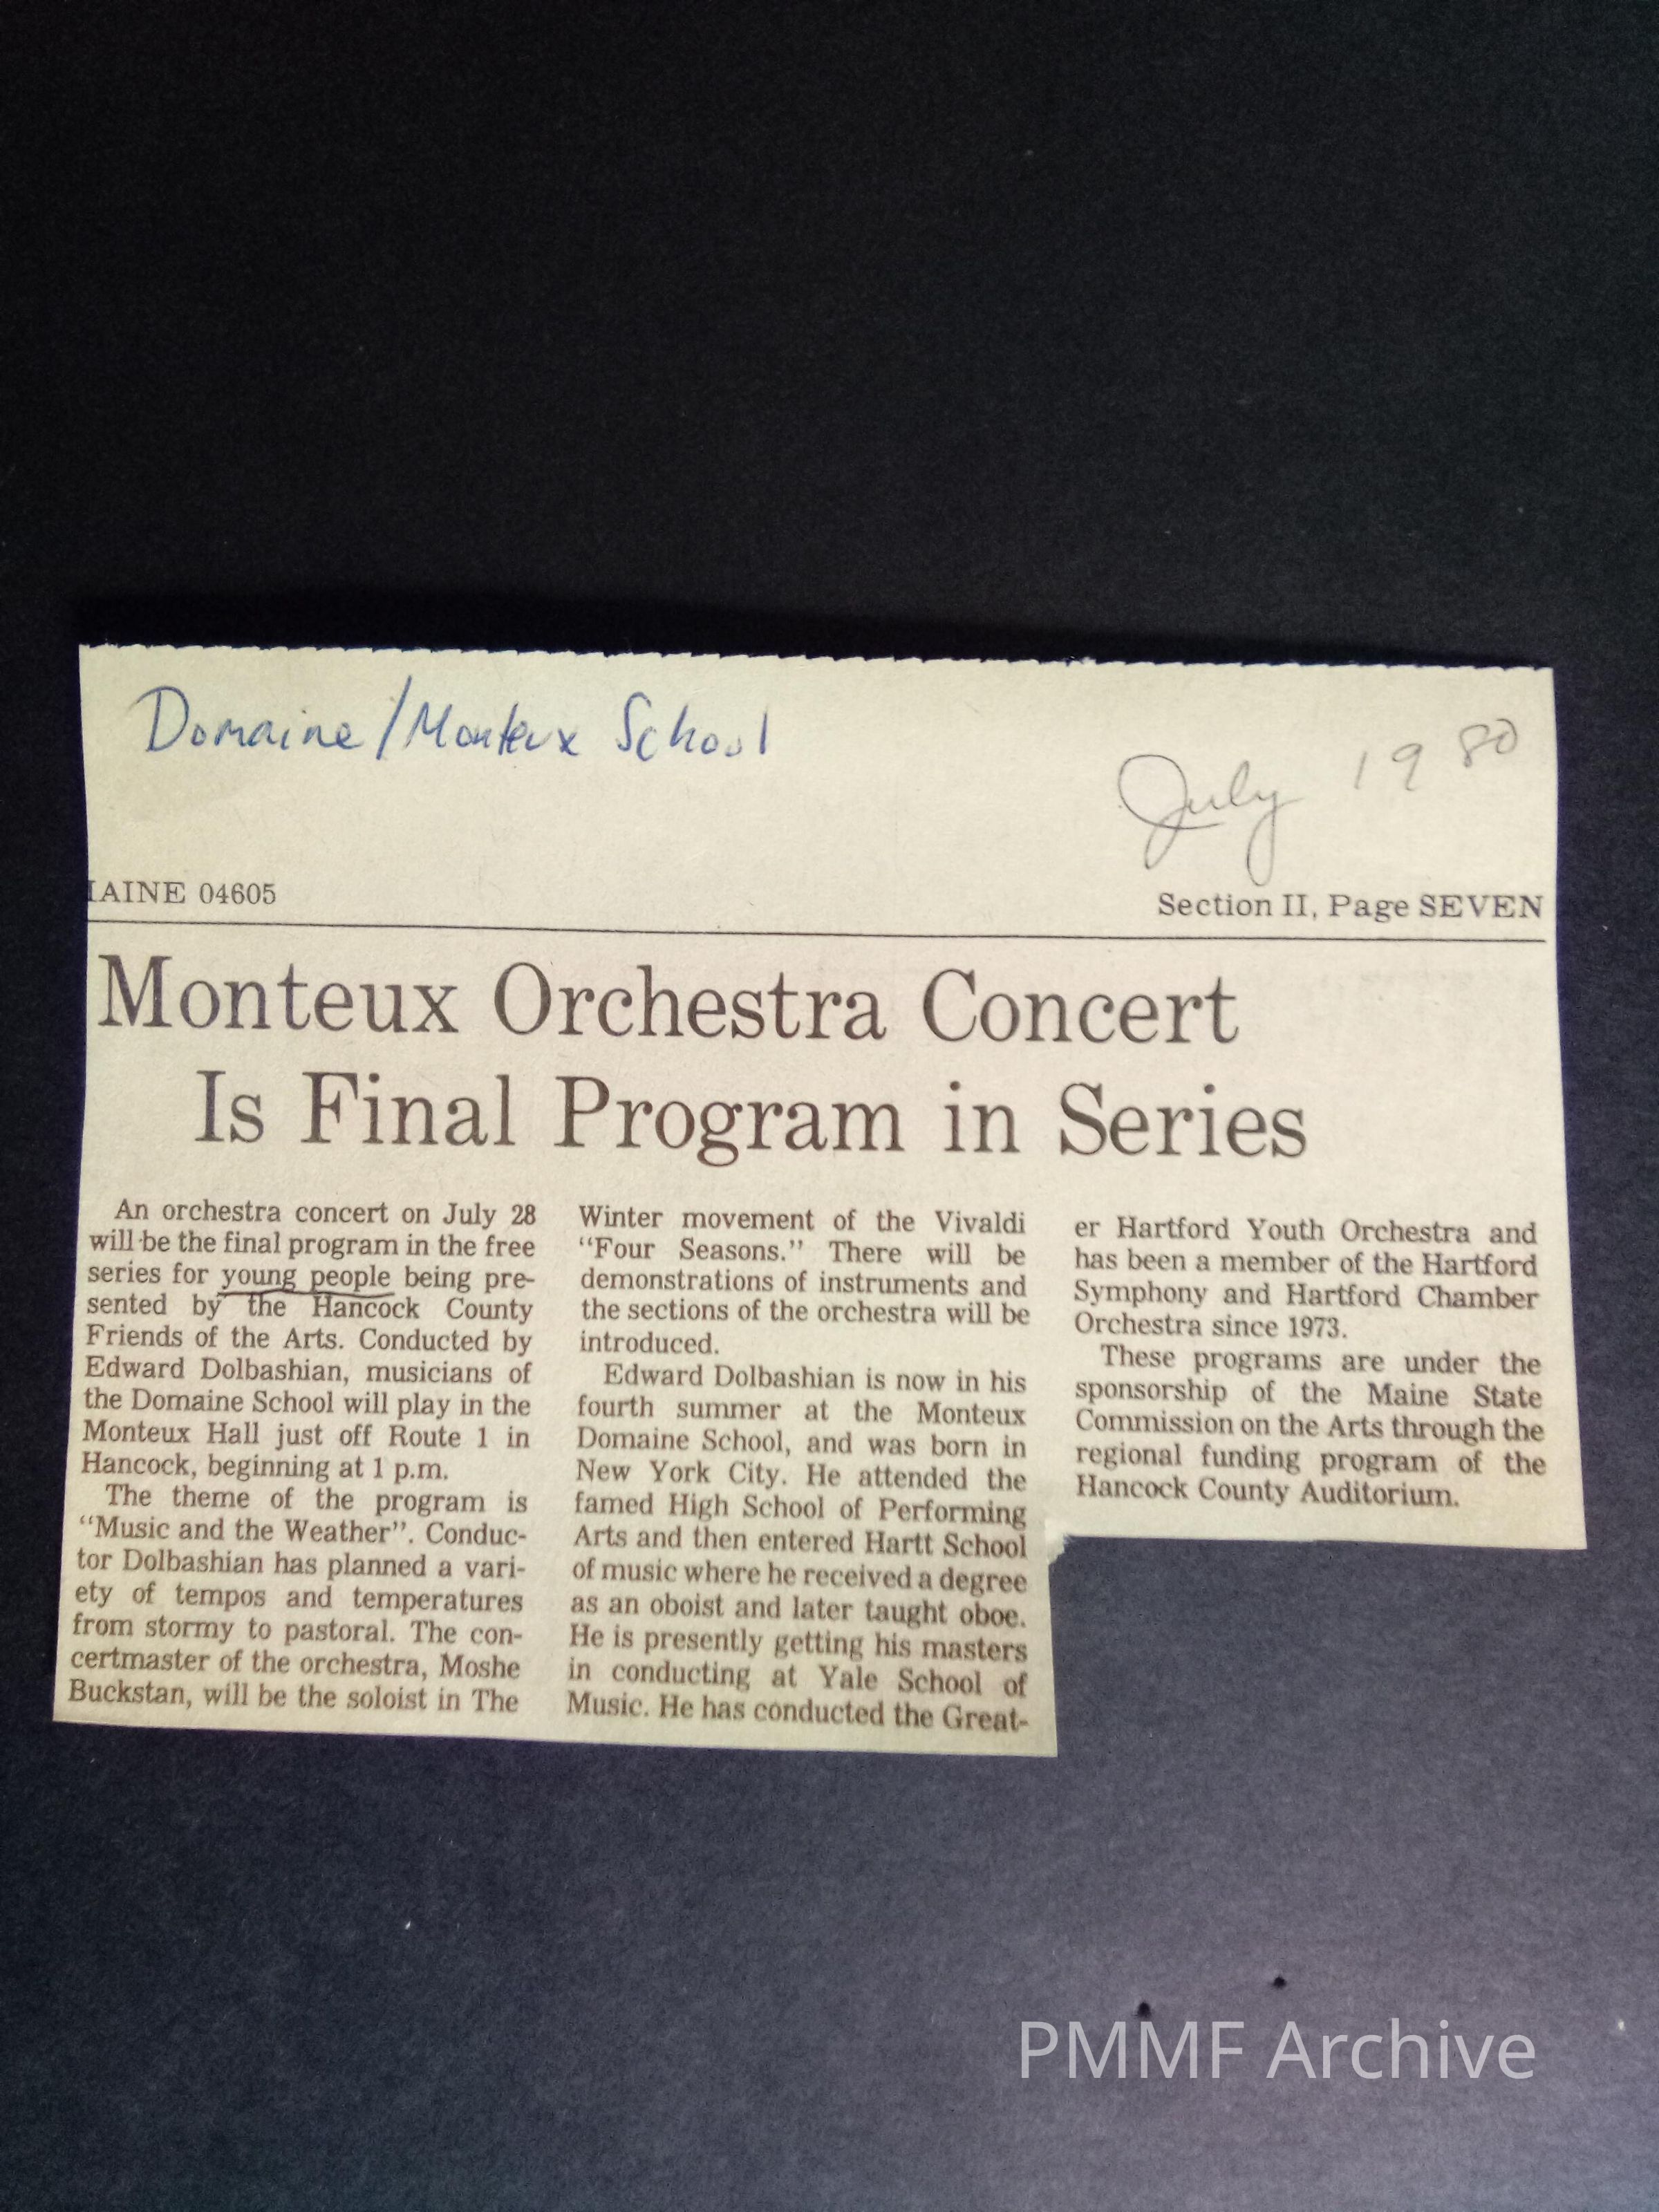 Domaine/Monteux School
July 1980
IAINE 04605
Section II, Page SEVEN
Monteux Orchestra Concert
Is Final Program in Series
An orchestra concert on July 28
will be the final program in the free
series for young people being pre-
sented by the Hancock County
Friends of the Arts. Conducted by
Edward Dolbashian, musicians of
the Domaine School will play in the
Monteux Hall just off Route 1 in
Hancock, beginning at 1 p.m.
The theme of the program is
“Music and the Weather”. Conduc-
tor Dolbashian has planned a vari-
ety of tempos and temperatures
from stormy to pastoral. The con-
certmaster of the orchestra, Moshe
Buckstan, will be the soloist in The
Winter movement of the Vivaldi
“Four Seasons.” There will be
demonstrations of instruments and
the sections of the orchestra will be
introduced.
Edward Dolbashian is now in his
fourth summer at the Monteux
Domaine School, and was born in
New York City. He attended the
famed High School of Performing
Arts and then entered Hartt School
of music where he received a degree
as an oboist and later taught oboe.
He is presently getting his masters
in conducting at Yale School of
Music. He has conducted the Great-
er Hartford Youth Orchestra and
has been a member of the Hartford
Symphony and Hartford Chamber
Orchestra since 1973.
These programs are under the
sponsorship of the Maine State
Commission on the Arts through the
regional funding program of the
Hancock County Auditorium.
PMMF Archive